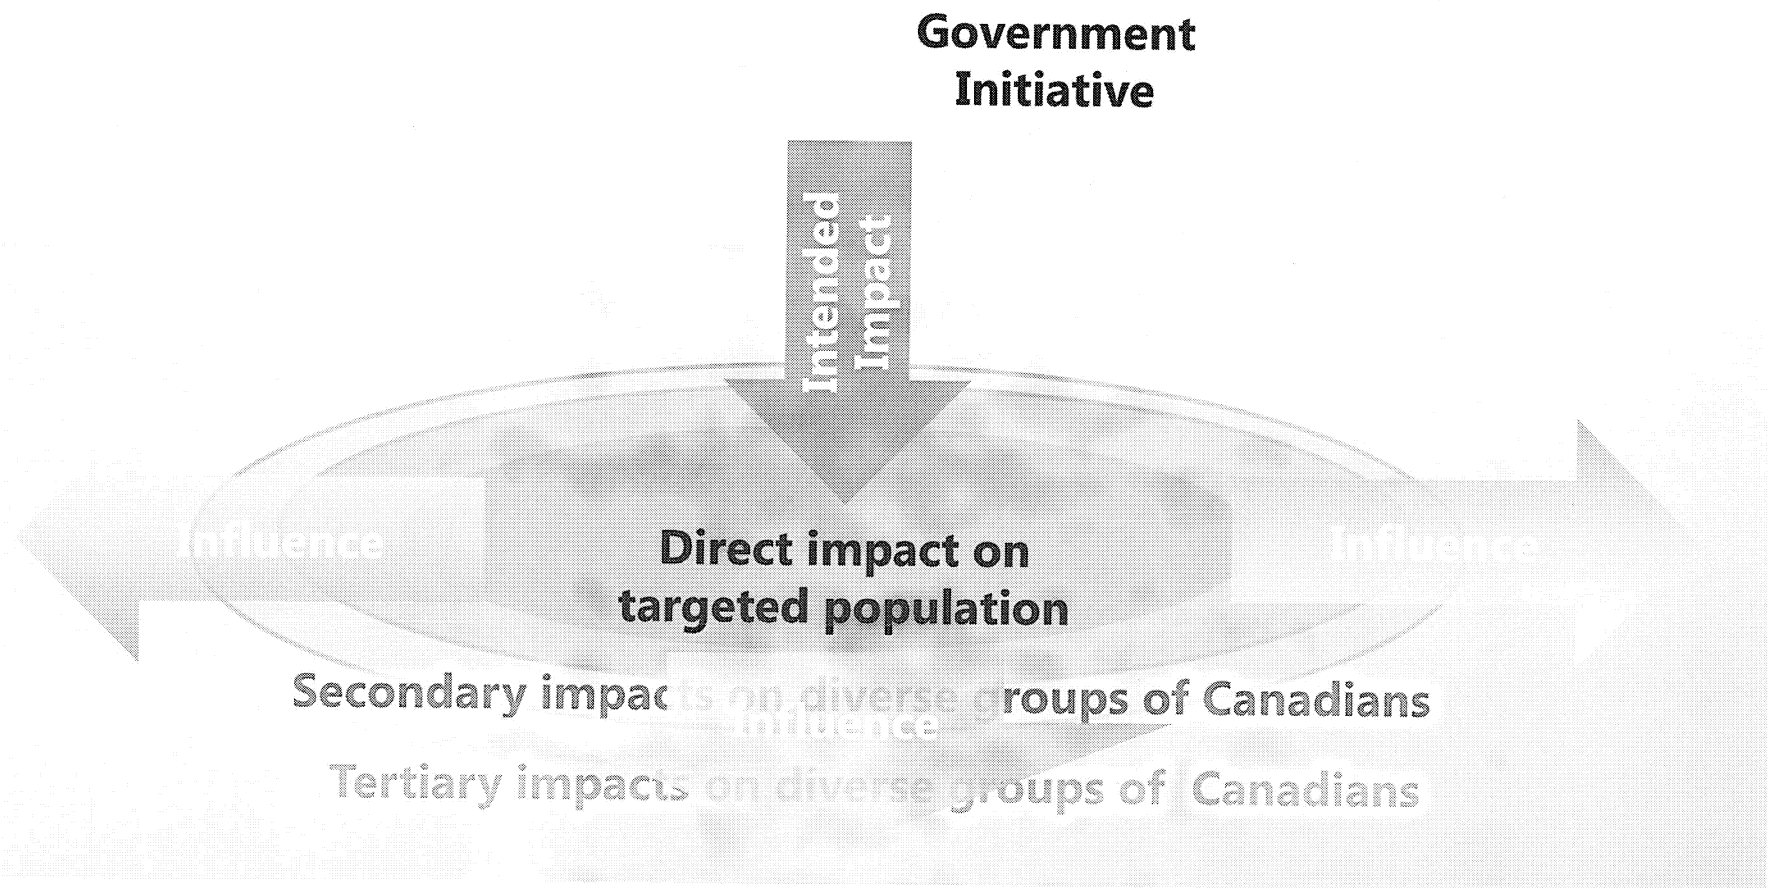 Government
Initiative
Intended
Impact
Influence
Influence
Direct impact on
targeted population
Secondary impacts on diverse groups of Canadians
Influence
Tertiary impacts on diverse groups of Canadians